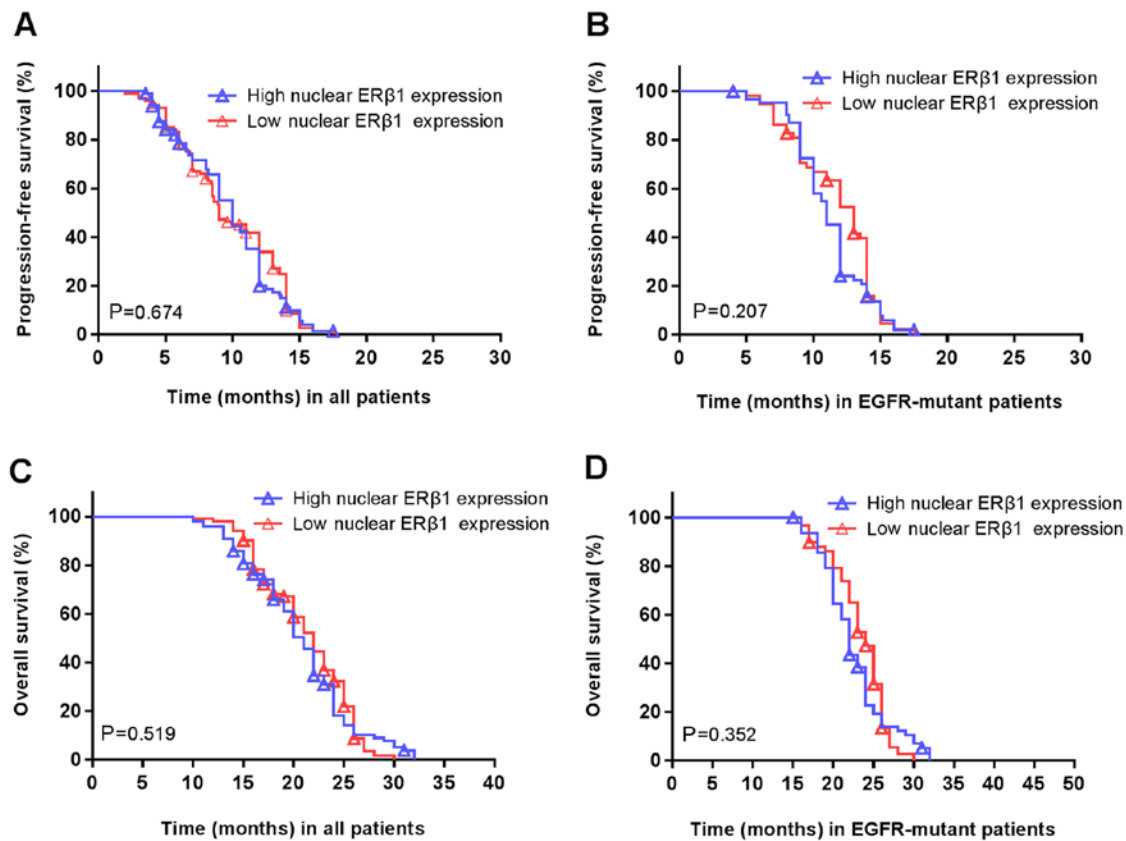 A
Progression-free survival (%)
100
80
60
40
20
0
High nuclear ERβ1 expression
Low nuclear ERβ1 expression
P=0.674
0 5 10 15 20 25 30
Time (months) in all patients
B
Progression-free survival (%)
100
80
60
40
20
0
High nuclear ERβ1 expression
Low nuclear ERβ1 expression
P=0.207
0 5 10 15 20 25 30
Time (months) in EGFR-mutant patients
C
Overall survival (%)
100
80
60
40
20
0
High nuclear ERβ1 expression
Low nuclear ERβ1 expression
P=0.519
0 5 10 15 20 25 30 35 40
Time (months) in all patients
D
Overall survival (%)
100
80
60
40
20
0
High nuclear ERβ1 expression
Low nuclear ERβ1 expression
P=0.352
0 5 10 15 20 25 30 35 40 45 50
Time (months) in EGFR-mutant patients